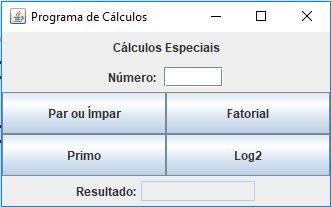 Programa de Cálculos
Cálculos Especiais
Número:
Par ou Ímpar Fatorial
Primo Log2
Resultado: